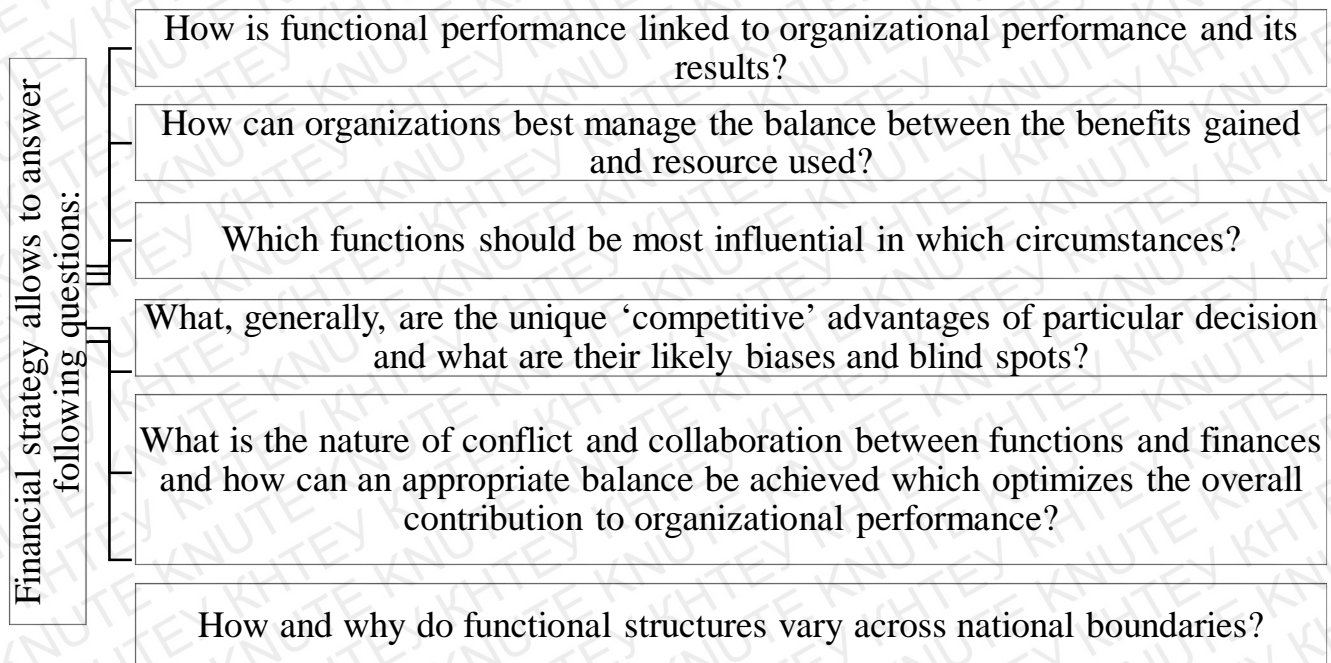 Financial strategy allows to answer
following questions:
How is functional performance linked to organizational performance and its
results?
How can organizations best manage the balance between the benefits gained
and resource used?
Which functions should be most influential in which circumstances?
What, generally, are the unique ‘competitive’ advantages of particular decision
and what are their likely biases and blind spots?
What is the nature of conflict and collaboration between functions and finances
and how can an appropriate balance be achieved which optimizes the overall
contribution to organizational performance?
How and why do functional structures vary across national boundaries?